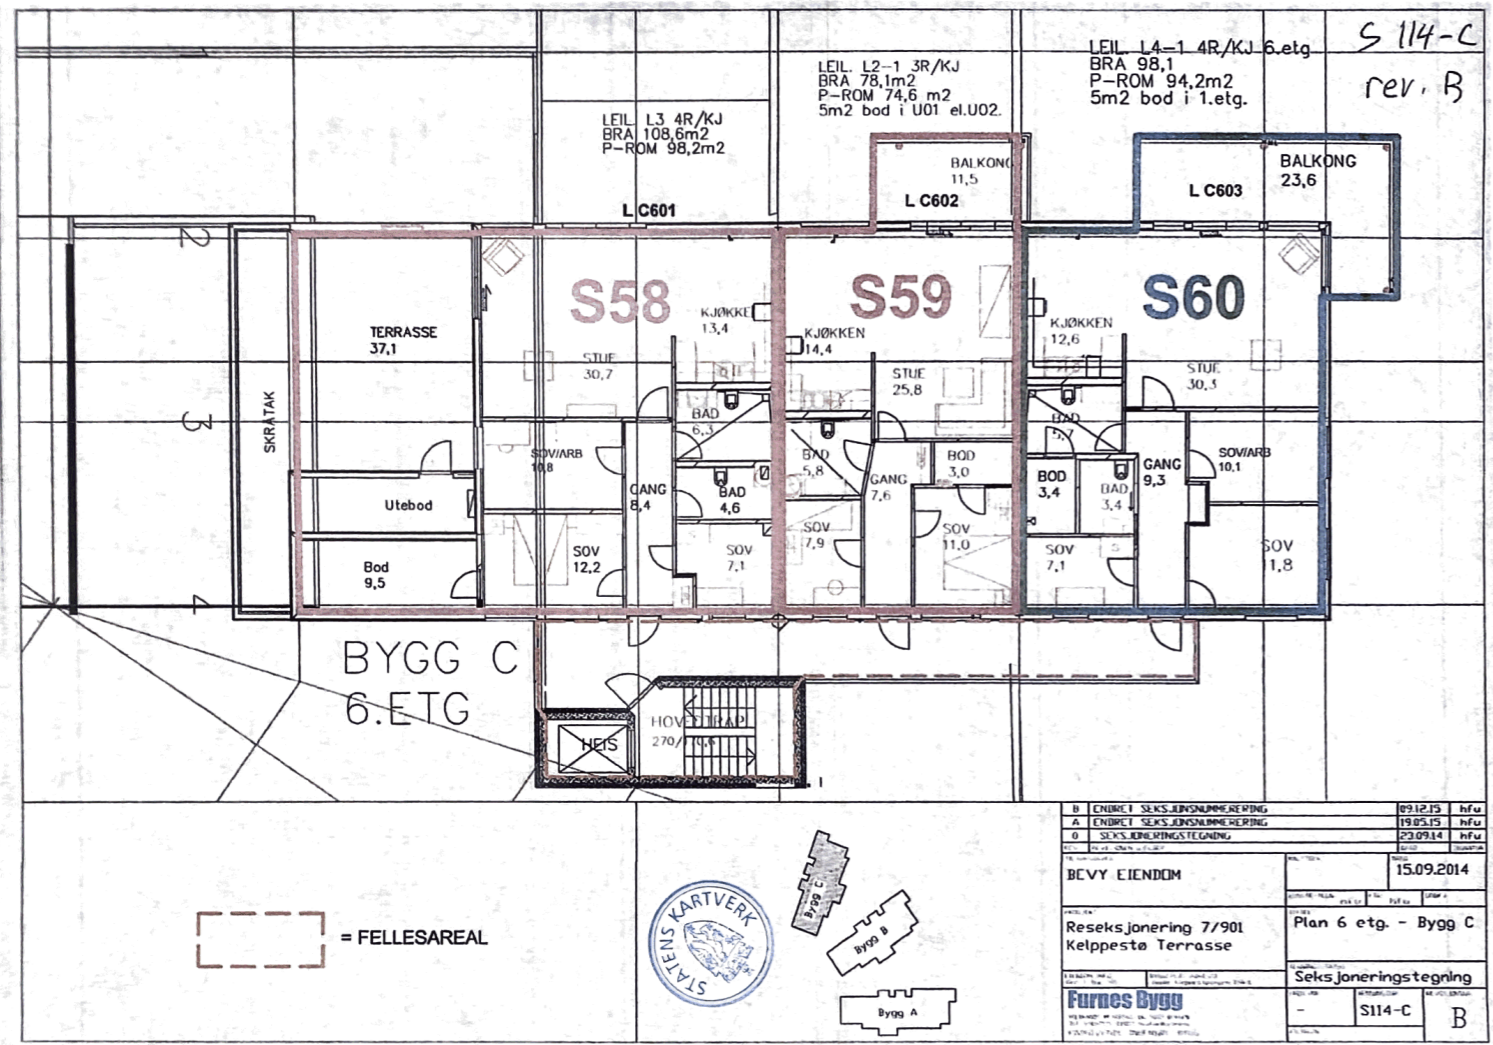 S 114-C
rev. B
LEIL. L4-1 4R/KJ 6.etg
BRA 98,1
P-ROM 94,2m2
5m2 bod i 1.etg.
LEIL. L2-1 3R/KJ
BRA 78,1m2
P-ROM 74,6 m2
5m2 bod i U01 el.U02.
LEIL. L3 4R/KJ
BRA 108,6m2
P-ROM 98,2m2
BALKONG
11,5
BALKONG
23,6
L C601
L C602
L C603
2
3
4
SKRÅTAK
S58
S59
S60
TERRASSE
37,1
Utebod
Bod
9,5
KJØKKE
13,4
STUE
30,7
BAD
6,3
SOV/ARB
10,8
GANG
8,4
BAD
4,6
SOV
12,2
SOV
7,1
KJØKKEN
14,4
STUE
25,8
BAD
5,8
BOD
3,0
GANG
7,6
SOV
7,9
SOV
11,0
KJØKKEN
12,6
STUE
30,3
BAD
5,7
BOD
3,4
BAD
3,4
GANG
9,3
SOV/ARB
10,1
SOV
7,1
SOV
11,8
BYGG C
6.ETG
HEIS
HOVEDTRAP
= FELLESAREAL
STATENS KARTVERK
Bygg C
Bygg B
Bygg A
B ENDRET SEKSJONSNUMMERERING 09.12.15 hfu
A ENDRET SEKSJONSNUMMERERING 19.05.15 hfu
0 SEKSJONERINGSTEGNING 23.09.14 hfu
BEVY EIENDOM
15.09.2014
Reseksjonering 7/901
Kelppestø Terrasse
Plan 6 etg. - Bygg C
Seksjoneringstegning
Furnes Bygg
-
S114-C
B